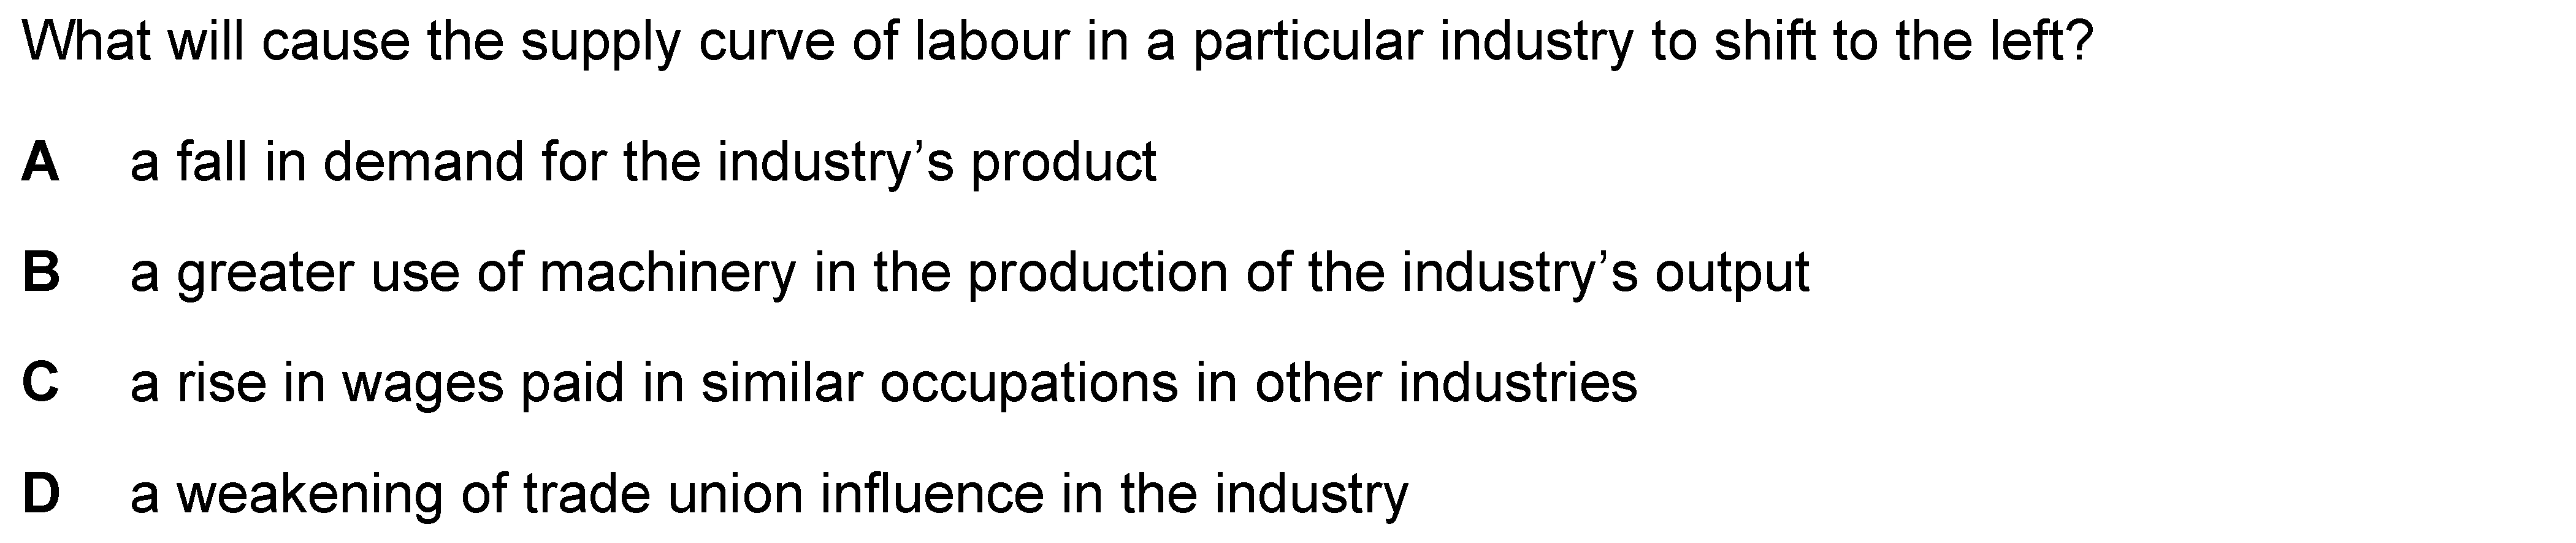 What will cause the supply curve of labour in a particular industry to shift to the left?
A a fall in demand for the industry’s product
B a greater use of machinery in the production of the industry’s output
C a rise in wages paid in similar occupations in other industries
D a weakening of trade union influence in the industry